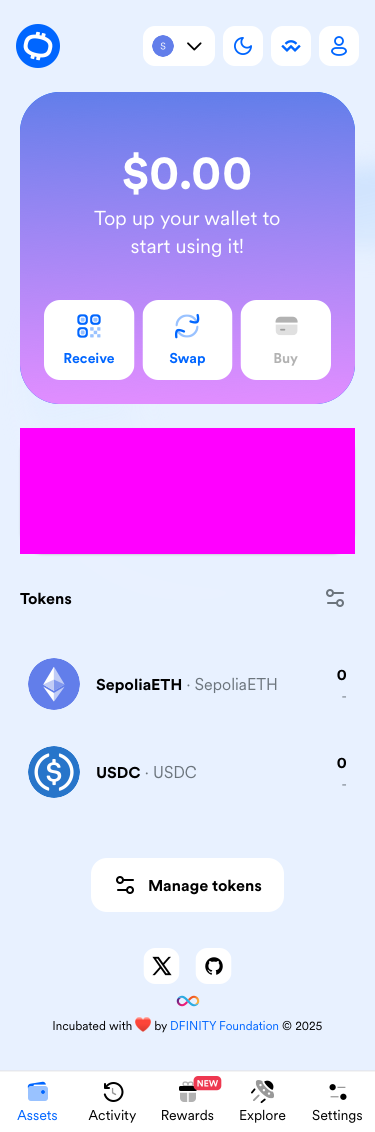 S
$0.00
Top up your wallet to
start using it!
Receive
Swap
Buy
Tokens
SepoliaETH · SepoliaETH
0
-
USDC · USDC
0
-
Manage tokens
Incubated with ❤️ by DFINITY Foundation © 2025
NEW
Assets
Activity
Rewards
Explore
Settings